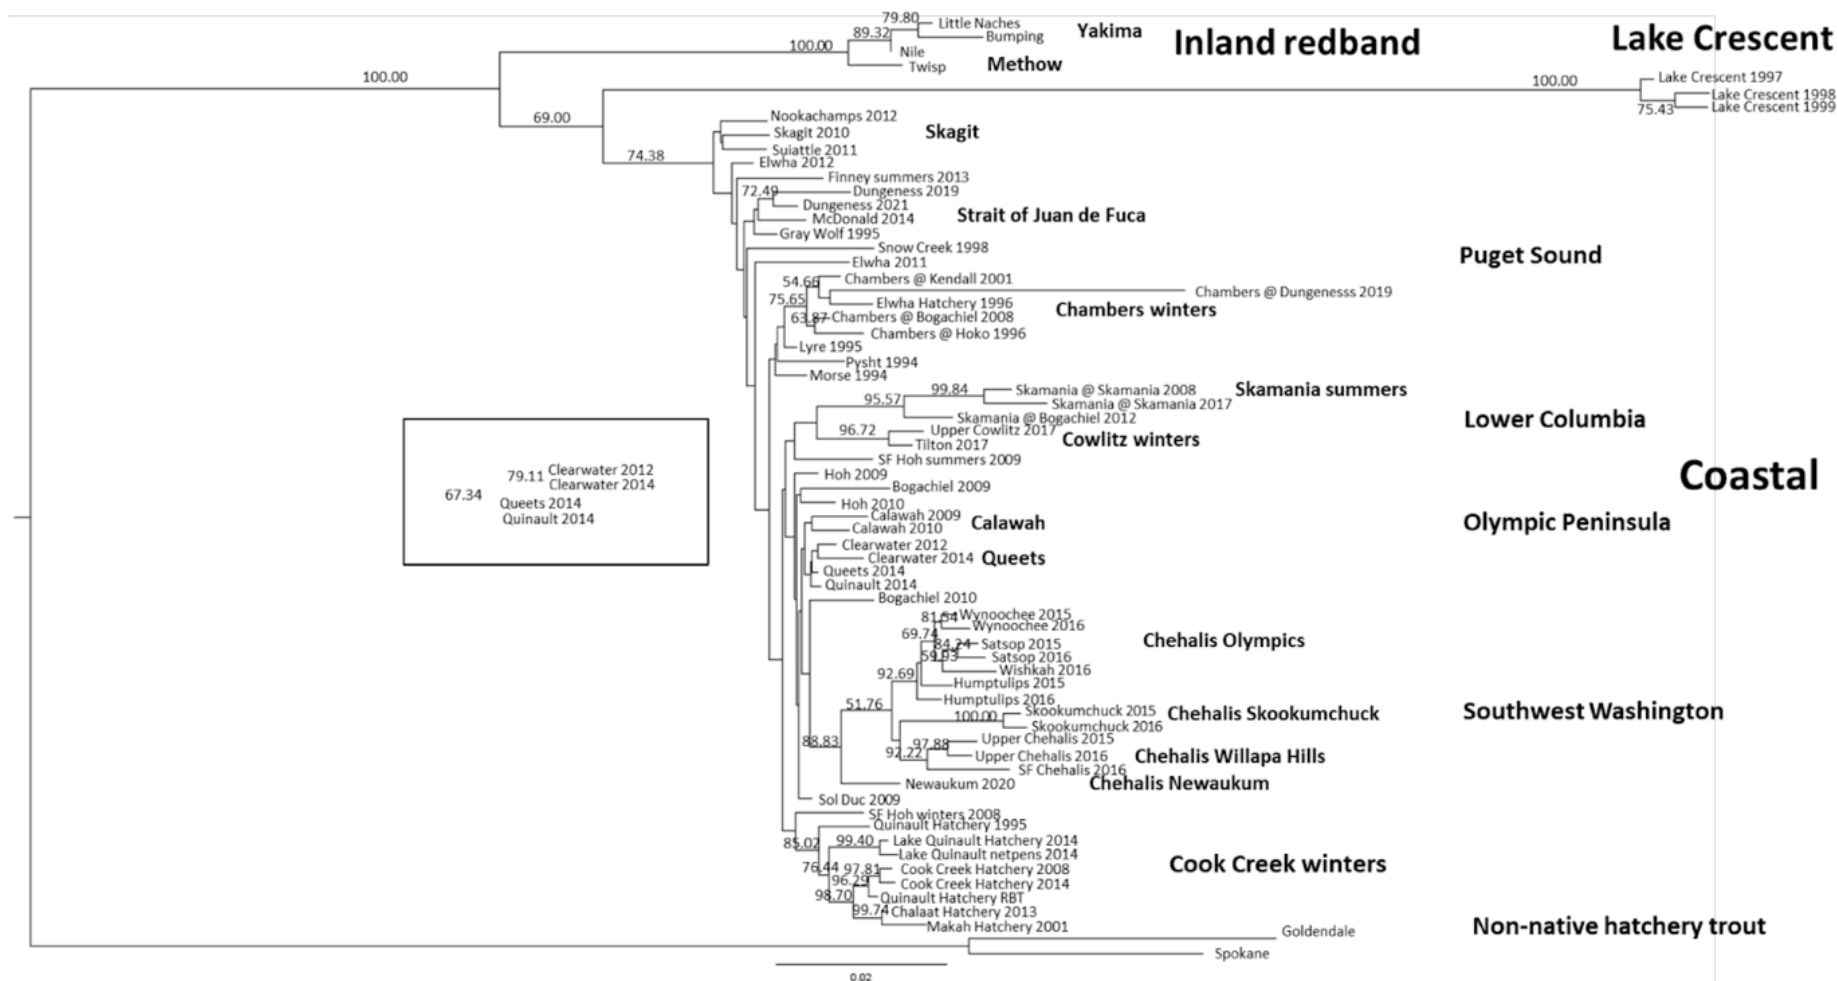 79.80
Little Naches
Yakima
Inland redband
Lake Crescent
89.32
Bumping
100.00
Nile
Twisp
Methow
100.00
100.00
Lake Crescent 1997
Lake Crescent 1998
75.43
Lake Crescent 1999
69.00
Nookachamps 2012
Skagit 2010
Skagit
Suiattle 2011
74.38
Elwha 2012
Finney summers 2013
72.49
Dungeness 2019
Dungeness 2021
McDonald 2014
Strait of Juan de Fuca
Gray Wolf 1995
Snow Creek 1998
Puget Sound
Elwha 2011
54.66
Chambers @ Kendall 2001
Chambers @ Dungenesss 2019
75.65
Elwha Hatchery 1996
Chambers winters
63.87
Chambers @ Bogachiel 2008
Chambers @ Hoko 1996
Lyre 1995
Pysht 1994
Morse 1994
99.84
Skamania @ Skamania 2008
Skamania summers
95.57
Skamania @ Skamania 2017
Skamania @ Bogachiel 2012
Lower Columbia
96.72
Upper Cowlitz 2017
Cowlitz winters
Tilton 2017
SF Hoh summers 2009
Coastal
Hoh 2009
Bogachiel 2009
Hoh 2010
Calawah 2009
Calawah
Calawah 2010
Olympic Peninsula
79.11
Clearwater 2012
Clearwater 2014
67.34
Queets 2014
Quinault 2014
Clearwater 2012
Clearwater 2014
Queets
Queets 2014
Quinault 2014
Bogachiel 2010
81.54
Wynoochee 2015
Wynoochee 2016
69.74
84.24
Satsop 2015
Chehalis Olympics
59.93
Satsop 2016
Wishkah 2016
92.69
Humptulips 2015
Humptulips 2016
51.76
100.00
Skookumchuck 2015
Chehalis Skookumchuck
Southwest Washington
Skookumchuck 2016
88.83
97.88
Upper Chehalis 2015
92.22
Upper Chehalis 2016
Chehalis Willapa Hills
SF Chehalis 2016
Newaukum 2020
Chehalis Newaukum
Sol Duc 2009
SF Hoh winters 2008
Quinault Hatchery 1995
85.02
99.40
Lake Quinault Hatchery 2014
Lake Quinault netpens 2014
76.44
97.81
Cook Creek Hatchery 2008
Cook Creek winters
96.29
Cook Creek Hatchery 2014
98.70
Quinault Hatchery RBT
99.74
Chalaat Hatchery 2013
Makah Hatchery 2001
Non-native hatchery trout
Goldendale
Spokane
0.02